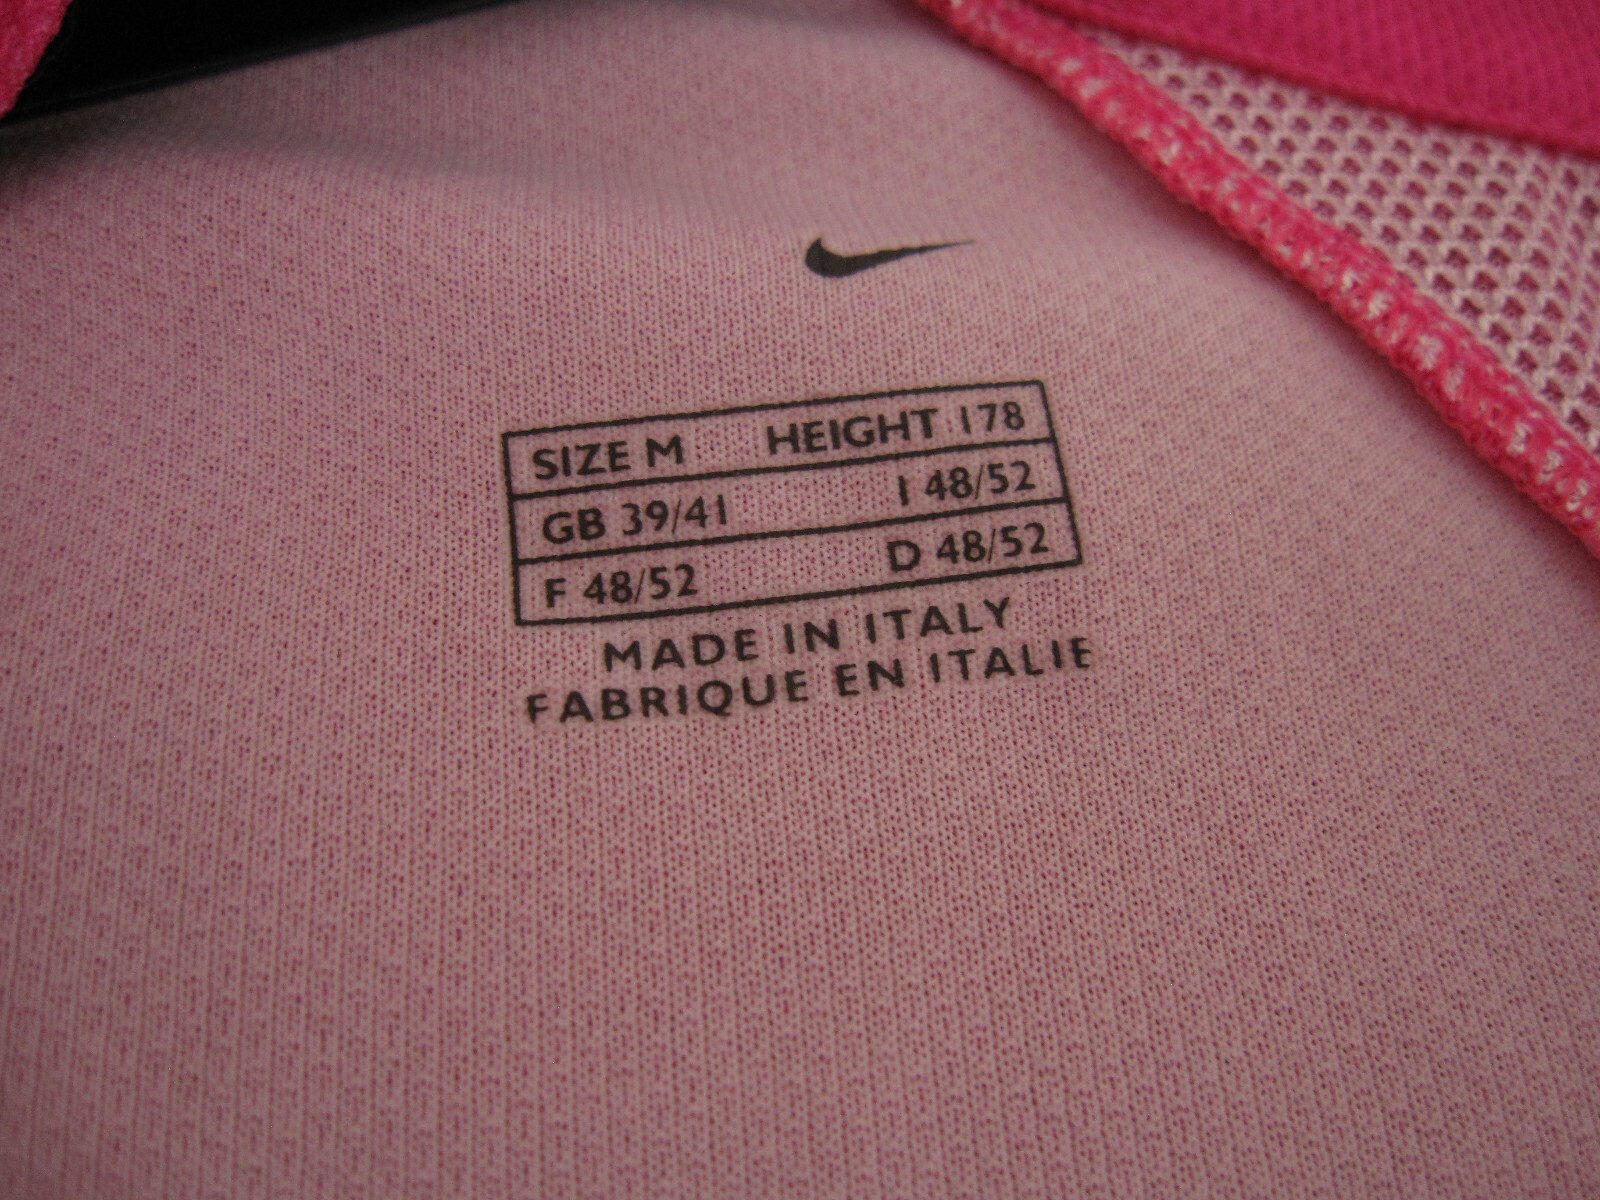 SIZE M HEIGHT 178
GB 39/41 I 48/52
F 48/52 D 48/52
MADE IN ITALY
FABRIQUE EN ITALIE